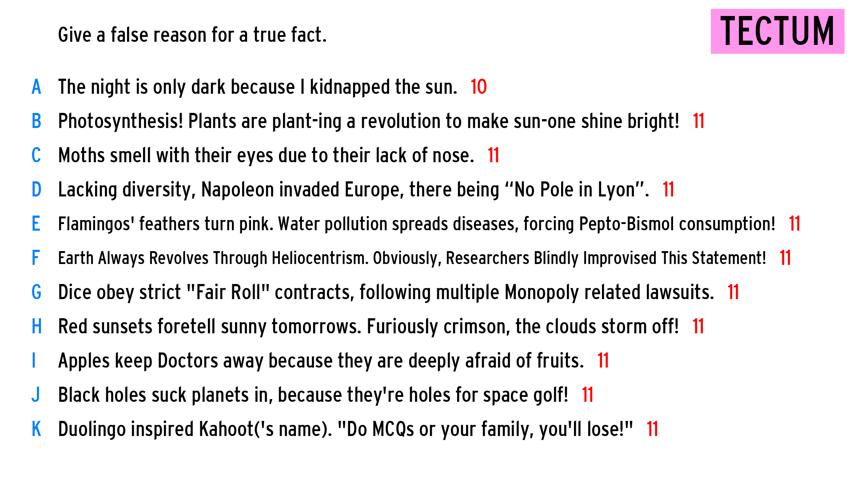 Give a false reason for a true fact.
TECTUM
A The night is only dark because I kidnapped the sun. 10
B Photosynthesis! Plants are plant-ing a revolution to make sun-one shine bright! 11
C Moths smell with their eyes due to their lack of nose. 11
D Lacking diversity, Napoleon invaded Europe, there being “No Pole in Lyon”. 11
E Flamingos' feathers turn pink. Water pollution spreads diseases, forcing Pepto-Bismol consumption! 11
F Earth Always Revolves Through Heliocentrism. Obviously, Researchers Blindly Improvised This Statement! 11
G Dice obey strict "Fair Roll" contracts, following multiple Monopoly related lawsuits. 11
H Red sunsets foretell sunny tomorrows. Furiously crimson, the clouds storm off! 11
I Apples keep Doctors away because they are deeply afraid of fruits. 11
J Black holes suck planets in, because they're holes for space golf! 11
K Duolingo inspired Kahoot('s name). "Do MCQs or your family, you'll lose!" 11